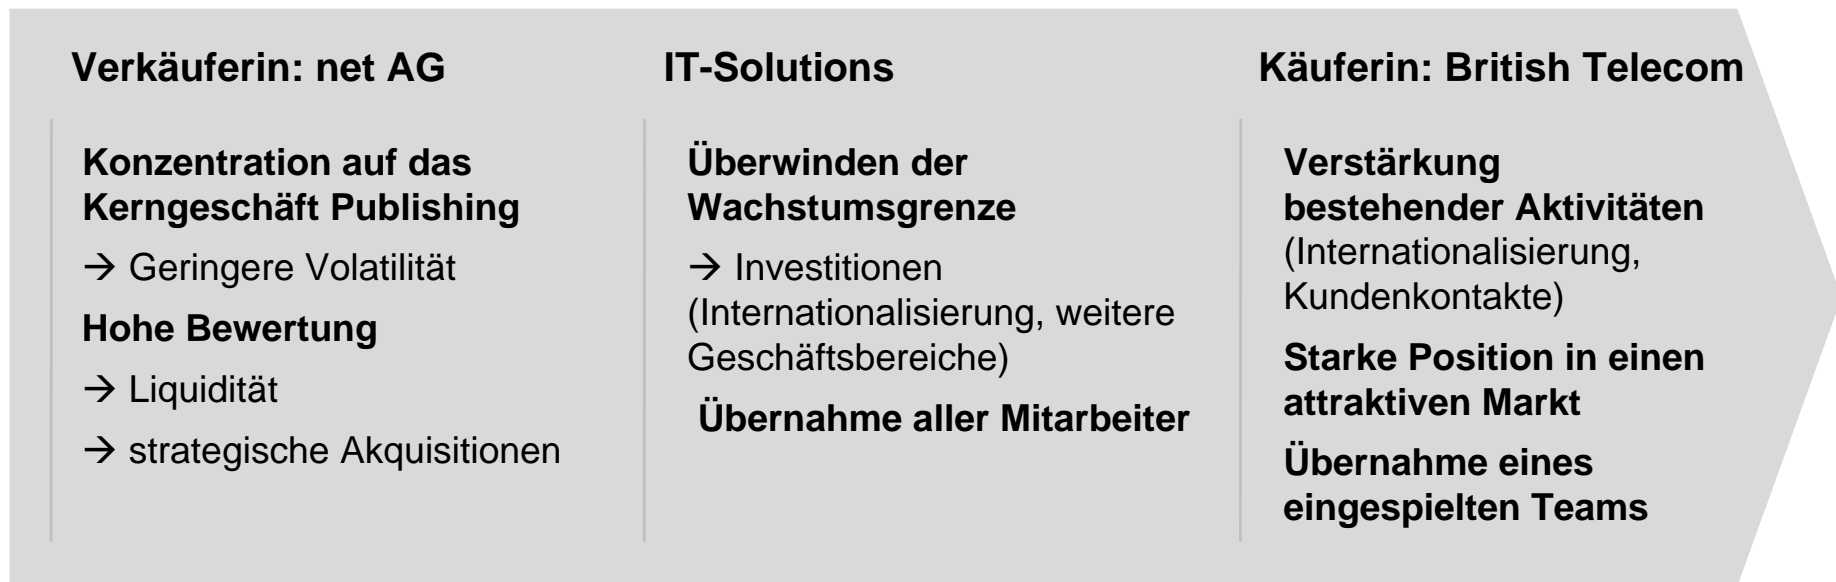 Verkäuferin: net AG
Konzentration auf das
Kerngeschäft Publishing
→ Geringere Volatilität
Hohe Bewertung
→ Liquidität
→ strategische Akquisitionen
IT-Solutions
Überwinden der
Wachstumsgrenze
→ Investitionen
(Internationalisierung, weitere
Geschäftsbereiche)
Übernahme aller Mitarbeiter
Käuferin: British Telecom
Verstärkung
bestehender Aktivitäten
(Internationalisierung,
Kundenkontakte)
Starke Position in einen
attraktiven Markt
Übernahme eines
eingespielten Teams